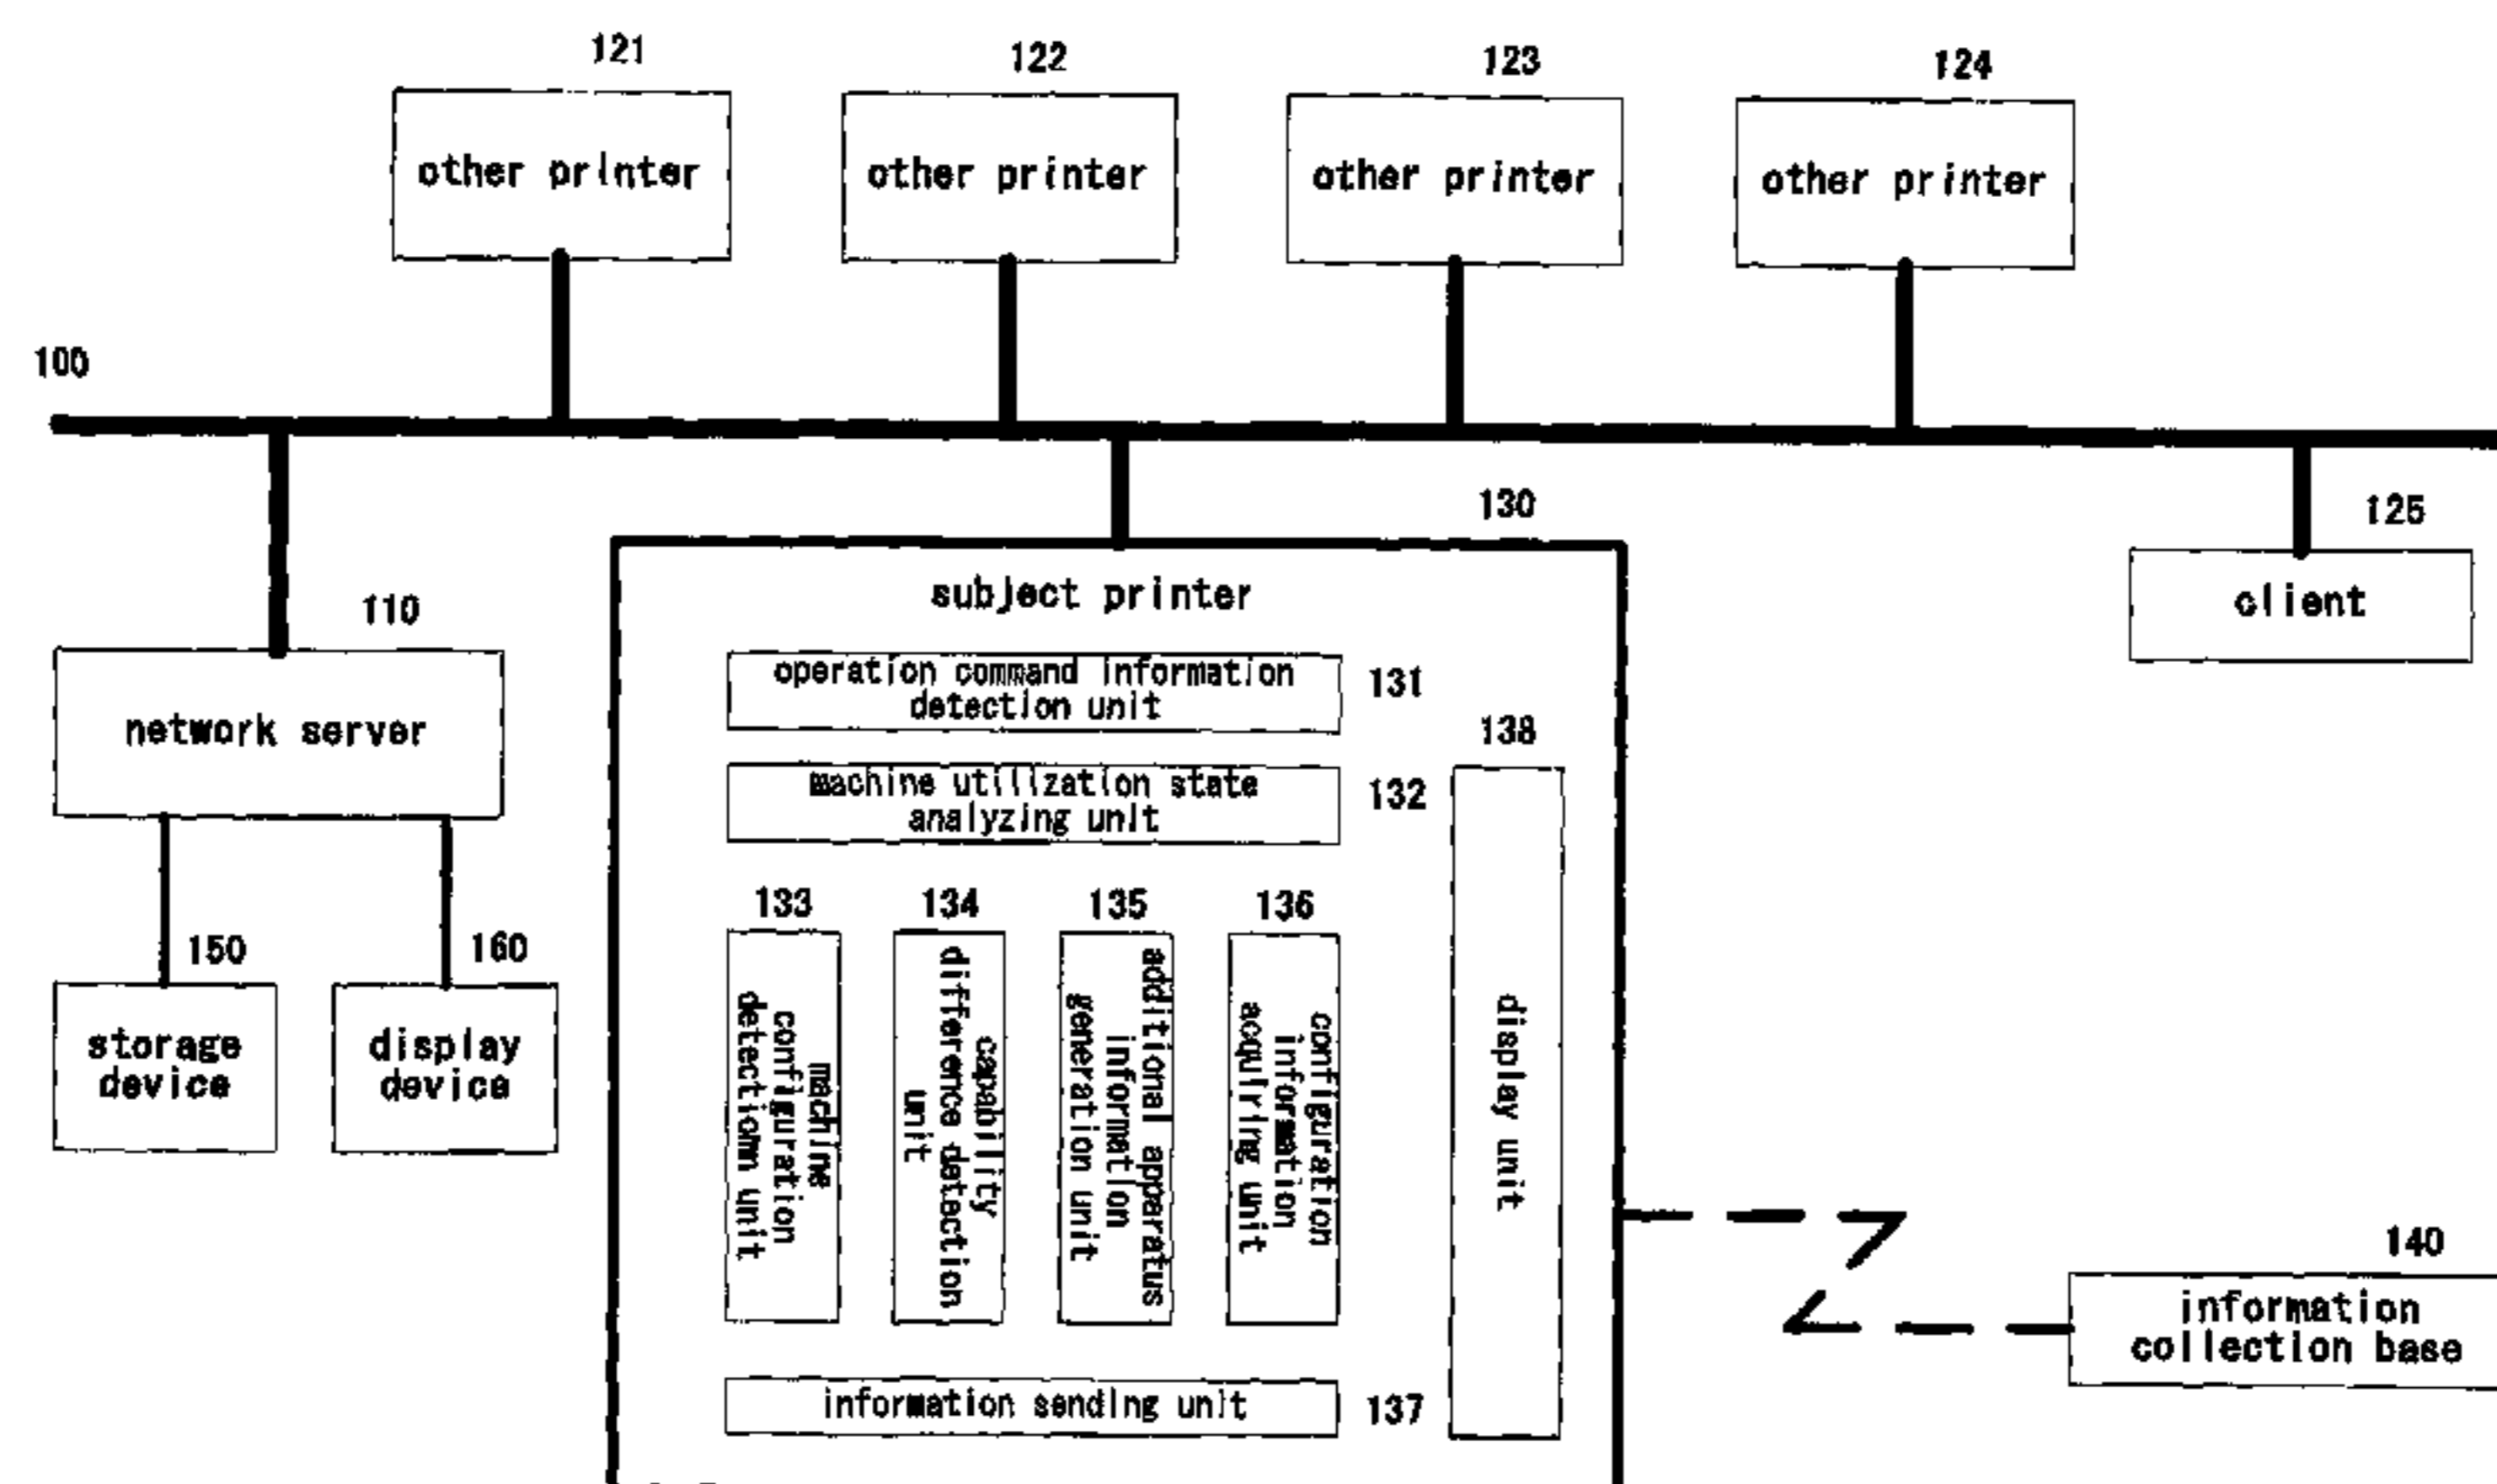 121
122
123
124
other printer
other printer
other printer
other printer
100
130
125
subject printer
client
110
operation command information
detection unit
131
network server
138
machine utilization state
analyzing unit
132
133
134
135
136
150
160
storage
device
display
device
machine
configuration
detectiomn unit
capability
difference detection
unit
additional apparatus
information
generation unit
configuration
information
acquiring unit
display unit
140
information
collection base
information sending unit
137